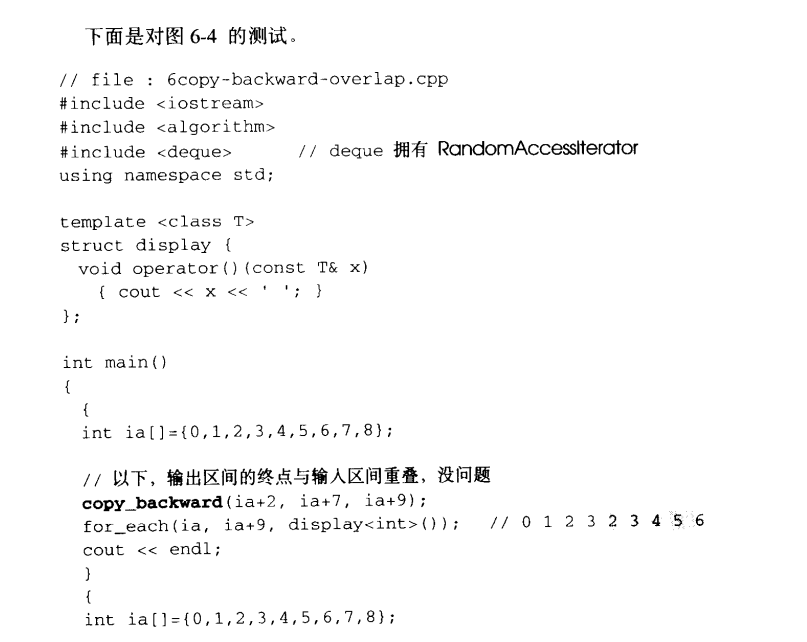 下面是对图 6-4 的测试。
// file : 6copy-backward-overlap.cpp
#include <iostream>
#include <algorithm>
#include <deque> // deque 拥有 RandomAccessIterator
using namespace std;
template <class T>
struct display {
void operator()(const T& x)
{ cout << x << ' '; }
};
int main()
{
{
int ia[]={0,1,2,3,4,5,6,7,8};
// 以下，输出区间的终点与输入区间重叠，没问题
copy_backward(ia+2, ia+7, ia+9);
for_each(ia, ia+9, display<int>()); // 0 1 2 3 2 3 4 5 6
cout << endl;
}
{
int ia[]={0,1,2,3,4,5,6,7,8};